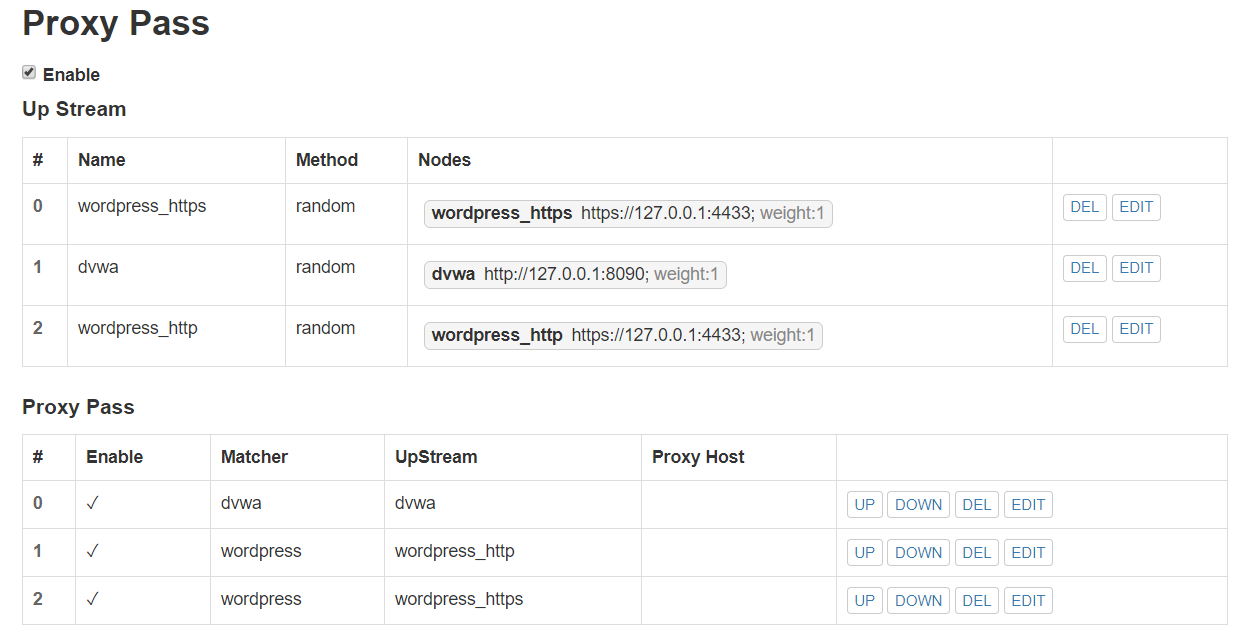 Proxy Pass
Enable
Up Stream
# Name Method Nodes
0 wordpress_https random wordpress_https https://127.0.0.1:4433; weight:1 DEL EDIT
1 dvwa random dvwa http://127.0.0.1:8090; weight:1 DEL EDIT
2 wordpress_http random wordpress_http https://127.0.0.1:4433; weight:1 DEL EDIT
Proxy Pass
# Enable Matcher UpStream Proxy Host
0 ✓ dvwa dvwa UP DOWN DEL EDIT
1 ✓ wordpress wordpress_http UP DOWN DEL EDIT
2 ✓ wordpress wordpress_https UP DOWN DEL EDIT